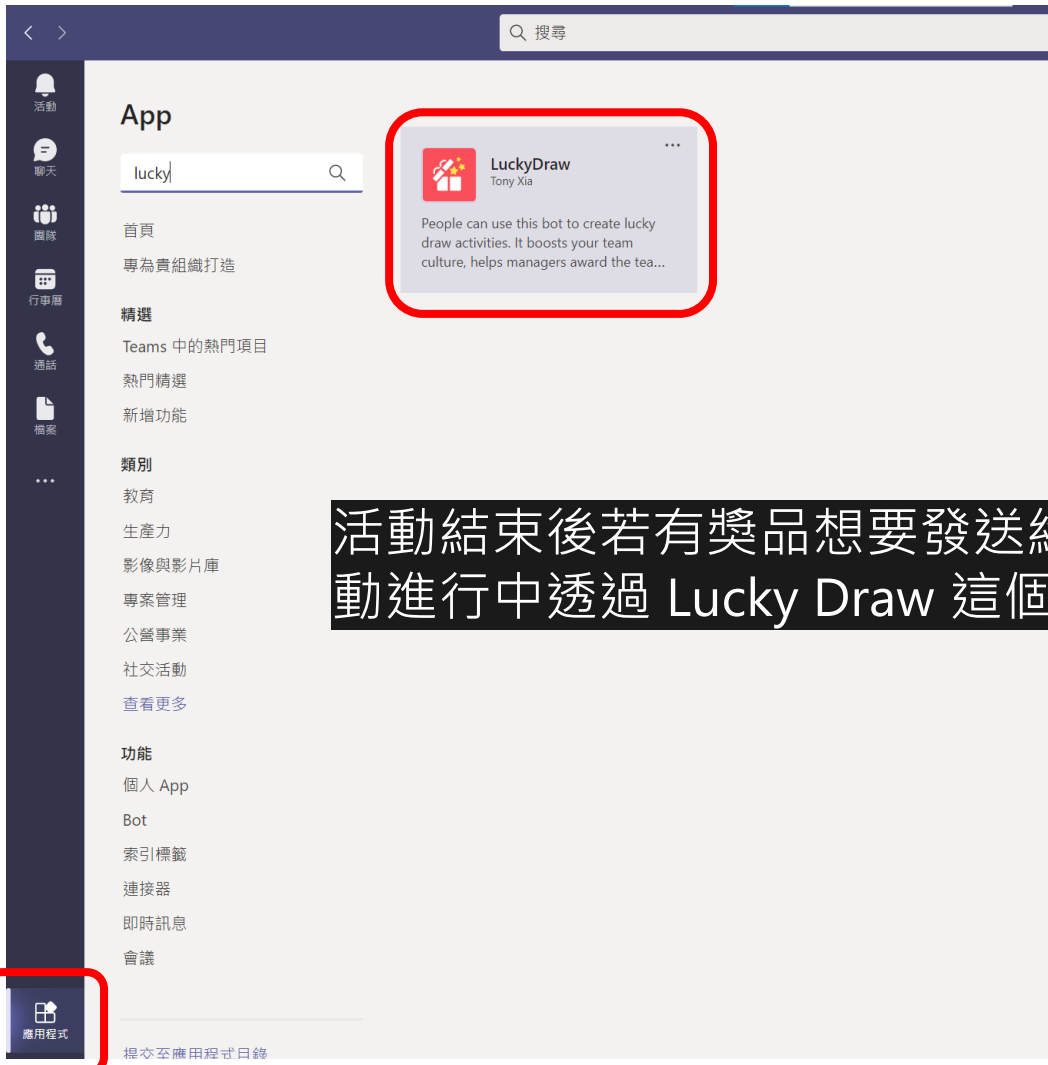 搜尋
活動
聊天
團隊
行事曆
通話
檔案
應用程式
App
lucky
首頁
專為貴組織打造
精選
Teams 中的熱門項目
熱門精選
新增功能
類別
教育
生產力
影像與影片庫
專案管理
公營事業
社交活動
查看更多
功能
個人 App
Bot
索引標籤
連接器
即時訊息
會議
提交至應用程式目錄
LuckyDraw
Tony Xia
People can use this bot to create lucky
draw activities. It boosts your team
culture, helps managers award the tea...
活動結束後若有獎品想要發送
動進行中透過 Lucky Draw 這個